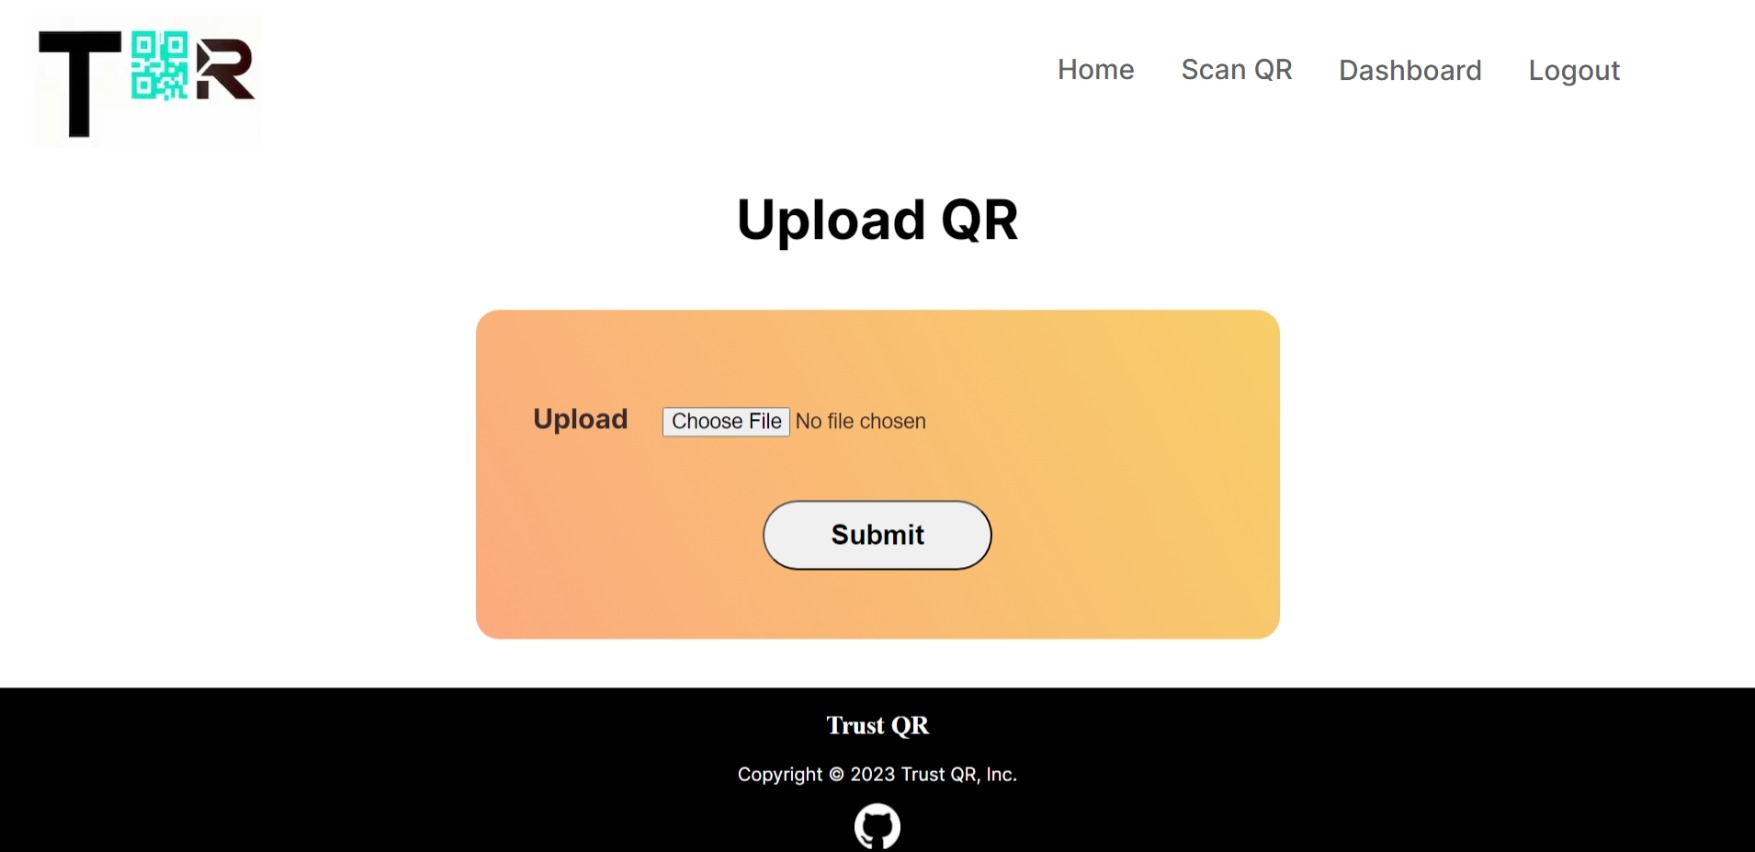 T R
Home Scan QR Dashboard Logout
Upload QR
Upload Choose File No file chosen
Submit
Trust QR
Copyright © 2023 Trust QR, Inc.